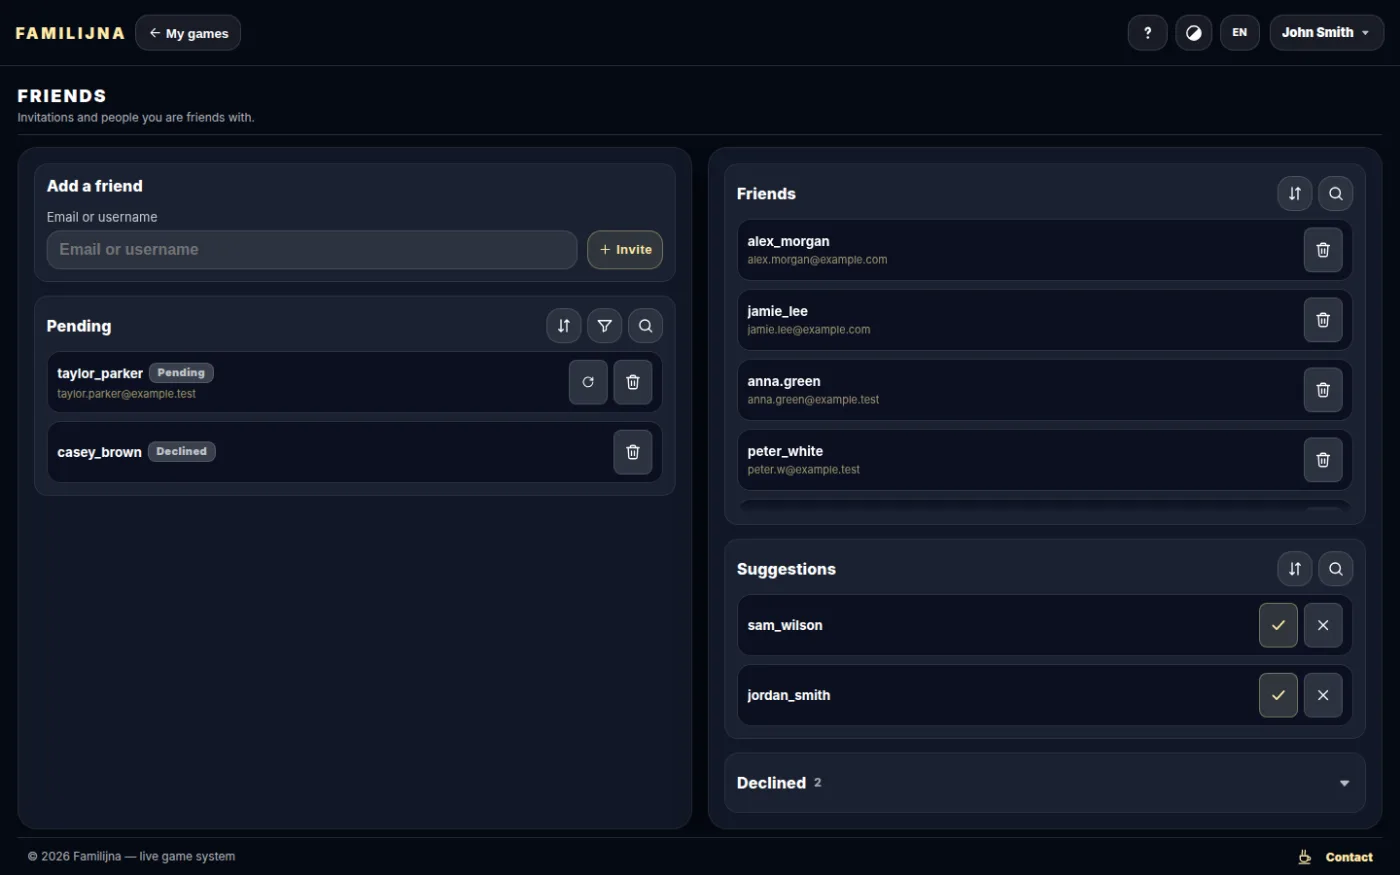 FAMILIJNA
← My games
?
EN
John Smith
FRIENDS
Invitations and people you are friends with.
Add a friend
Email or username
Email or username
+ Invite
Pending
taylor_parker Pending
taylor.parker@example.test
casey_brown Declined
Friends
alex_morgan
alex.morgan@example.com
jamie_lee
jamie.lee@example.com
anna.green
anna.green@example.test
peter_white
peter.w@example.test
Suggestions
sam_wilson
jordan_smith
Declined 2
© 2026 Familijna — live game system
Contact